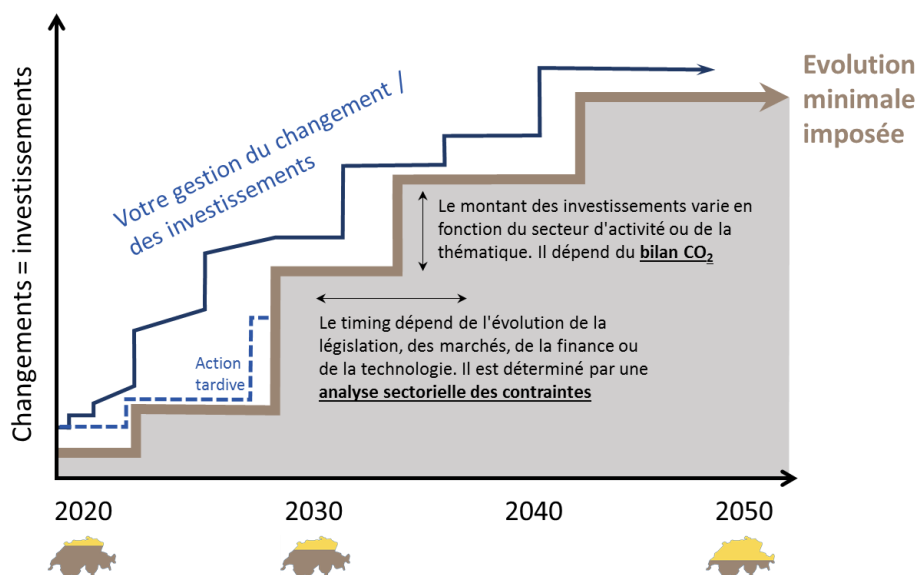 Changements = investissements
Votre gestion du changement /
des investissements
Evolution
minimale
imposée
Le montant des investissements varie en
fonction du secteur d'activité ou de la
thématique. Il dépend du bilan CO₂
Le timing dépend de l'évolution de la
législation, des marchés, de la finance ou
de la technologie. Il est déterminé par une
analyse sectorielle des contraintes
Action
tardive
2020
2030
2040
2050